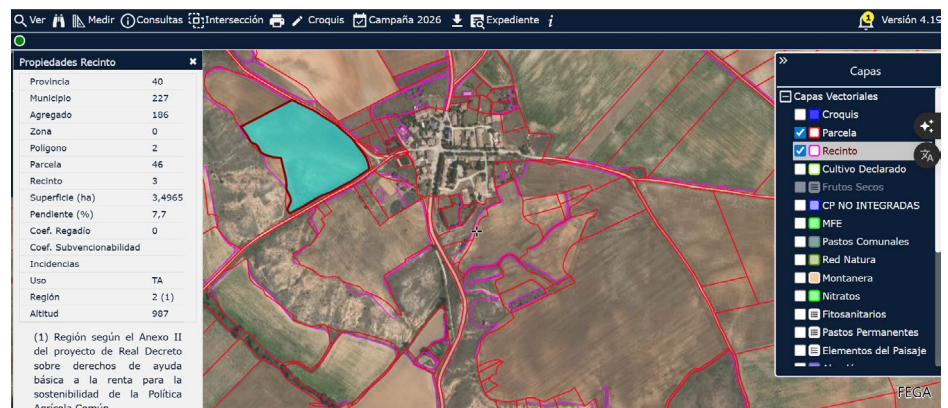 Ver Medir Consultas Intersección Croquis Campaña 2026 Expediente i 1 Versión 4.19
Propiedades Recinto ✖
Provincia 40
Municipio 227
Agregado 186
Zona 0
Polígono 2
Parcela 46
Recinto 3
Superficie (ha) 3,4965
Pendiente (%) 7,7
Coef. Regadío 0
Coef. Subvencionabilidad
Incidencias
Uso TA
Región 2 (1)
Altitud 987
(1) Región según el Anexo II
del proyecto de Real Decreto
sobre derechos de ayuda
básica a la renta para la
sostenibilidad de la Política
Agrícola Común
» Capas
Capas Vectoriales
Croquis
Parcela
Recinto
Cultivo Declarado
Frutos Secos
CP NO INTEGRADAS
MFE
Pastos Comunales
Red Natura
Montanera
Nitratos
Fitosanitarios
Pastos Permanentes
Elementos del Paisaje
FEGA